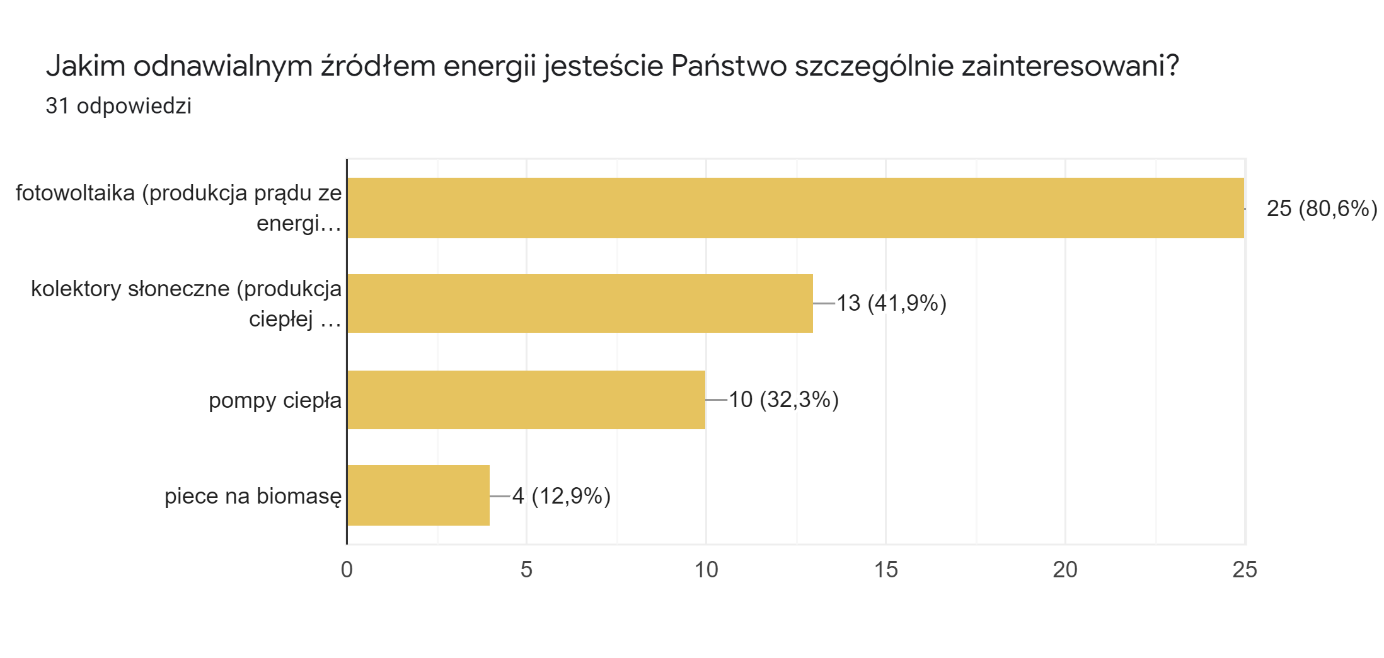 Jakim odnawialnym źródłem energii jesteście Państwo szczególnie zainteresowani?
31 odpowiedzi
fotowoltaika (produkcja prądu ze
energi…
25 (80,6%)
kolektory słoneczne (produkcja
ciepłej …
13 (41,9%)
pompy ciepła
10 (32,3%)
piece na biomasę
4 (12,9%)
0 5 10 15 20 25